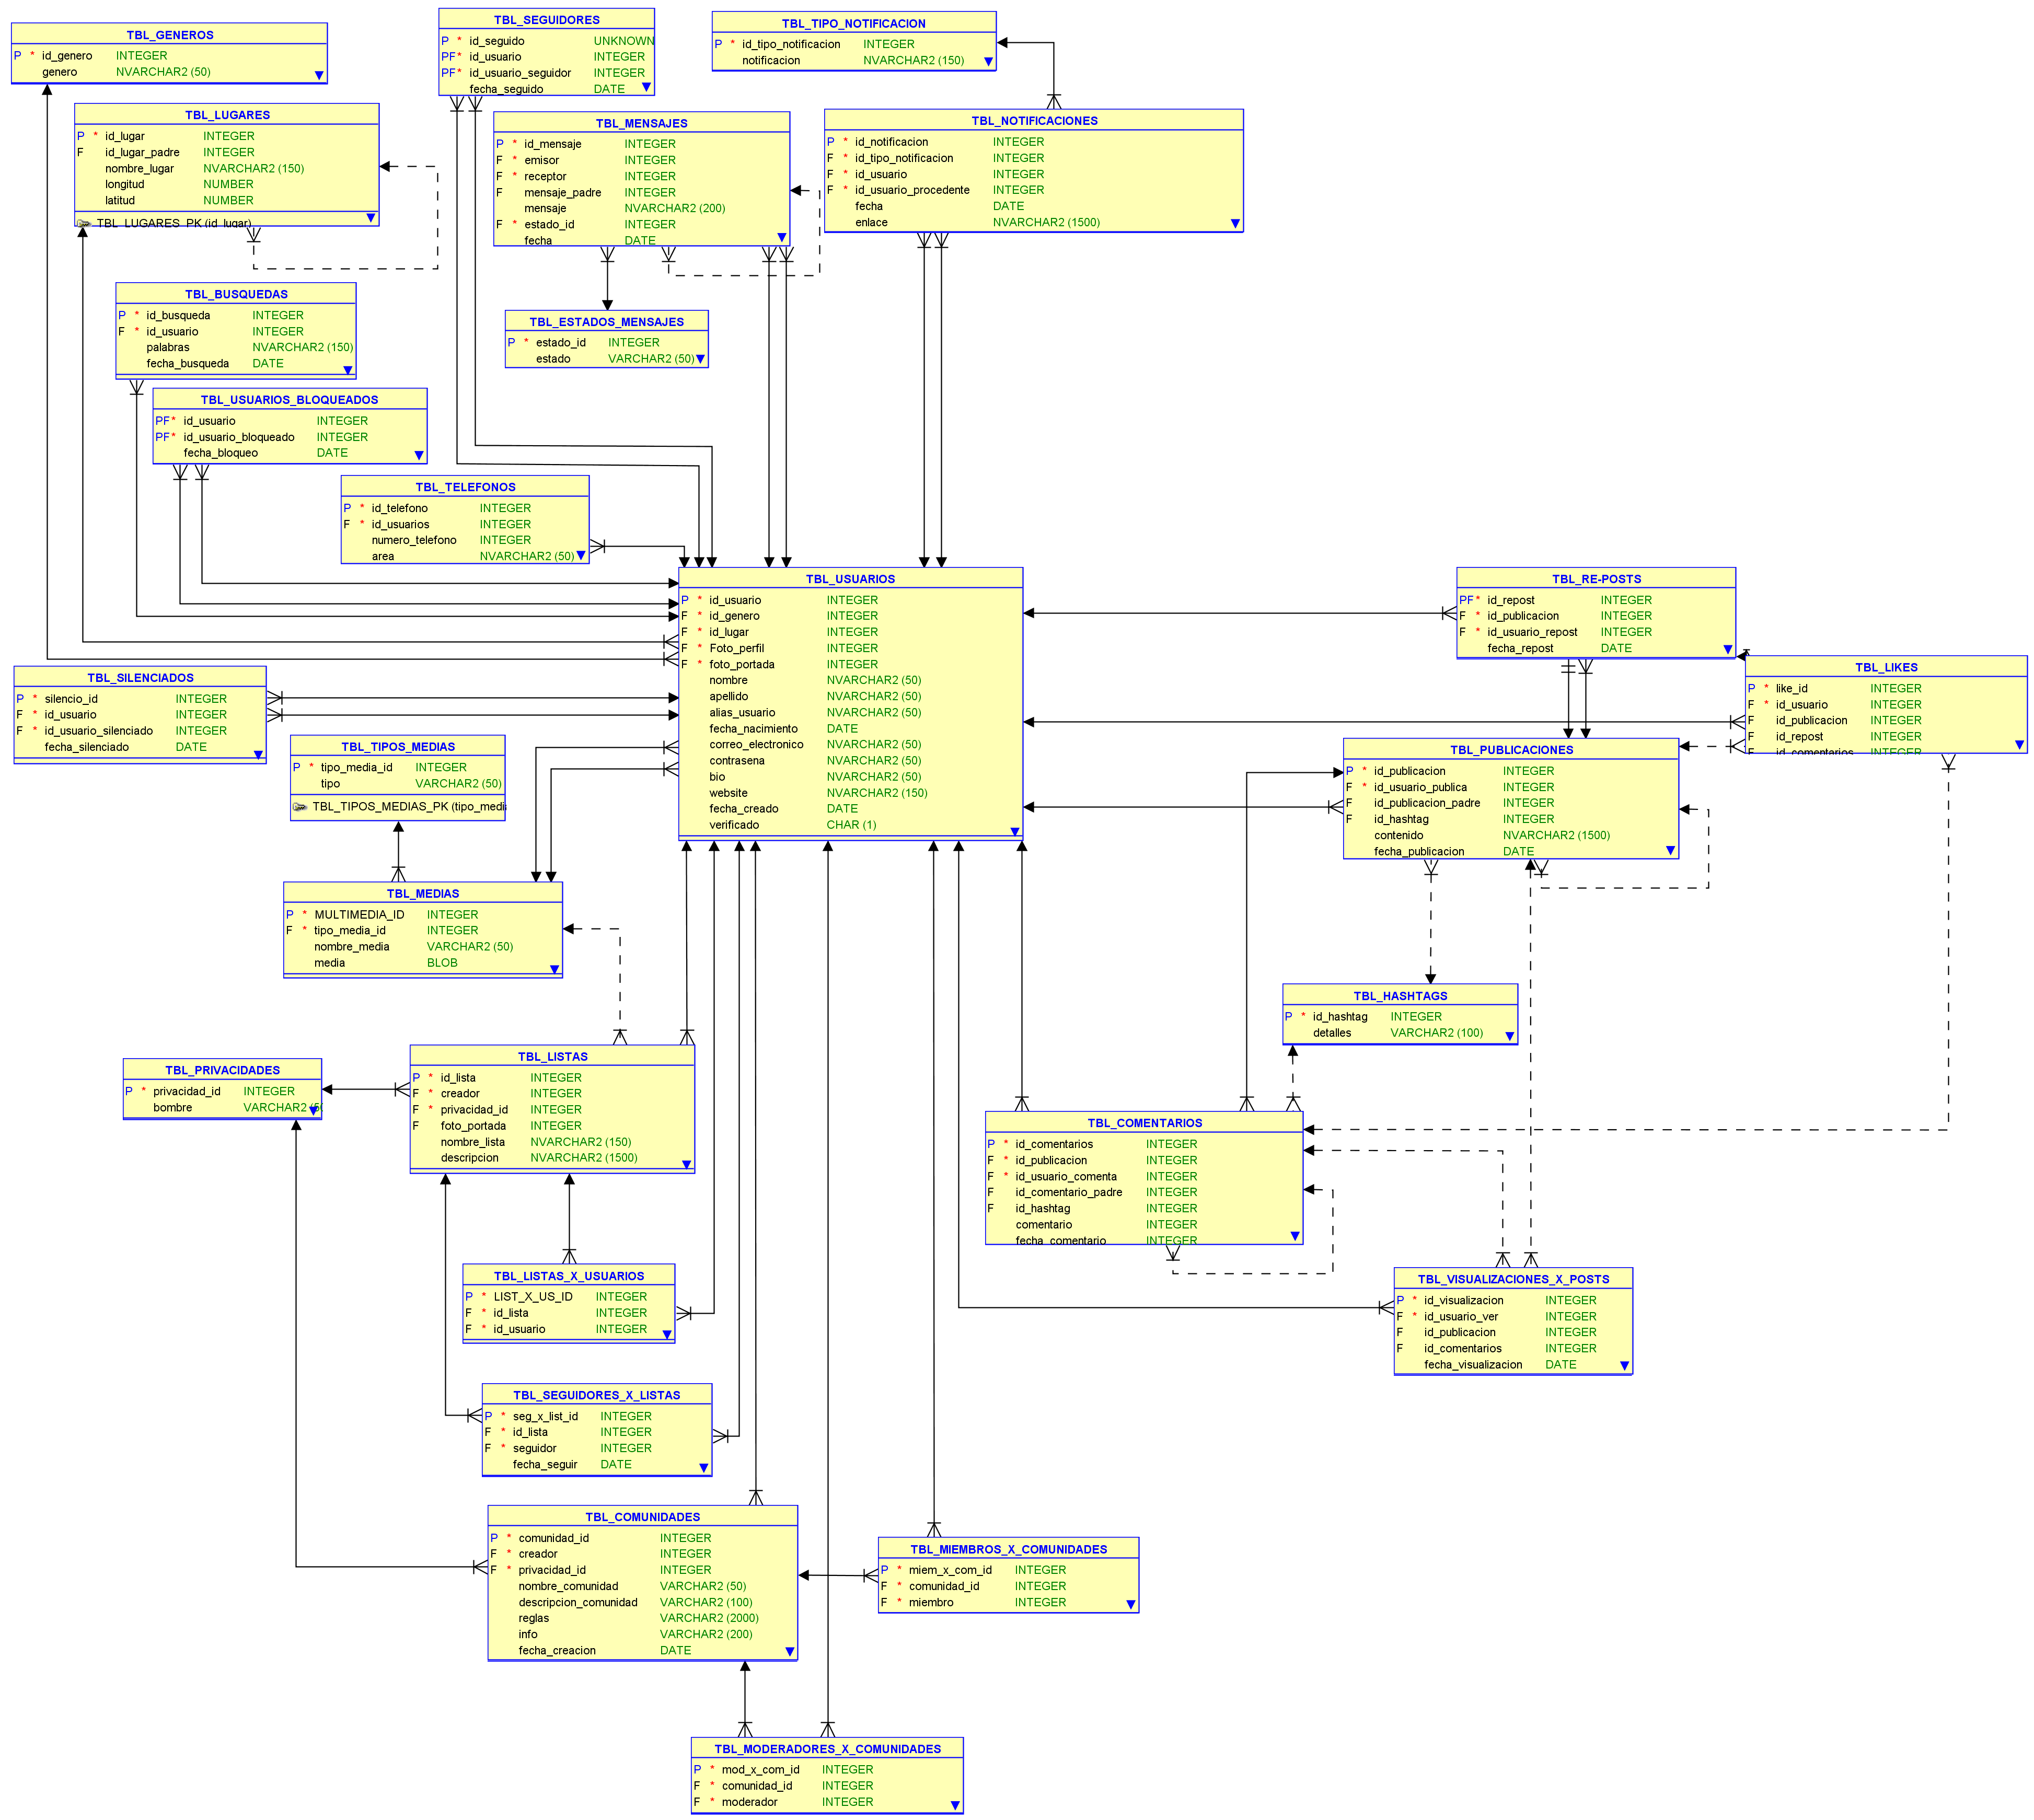 TBL_GENEROS
P * id_genero INTEGER
genero NVARCHAR2 (50)
TBL_SEGUIDORES
P * id_seguido UNKNOWN
PF* id_usuario INTEGER
PF* id_usuario_seguidor INTEGER
fecha_seguido DATE
TBL_TIPO_NOTIFICACION
P * id_tipo_notificacion INTEGER
notificacion NVARCHAR2 (150)
TBL_LUGARES
P * id_lugar INTEGER
F id_lugar_padre INTEGER
nombre_lugar NVARCHAR2 (150)
longitud NUMBER
latitud NUMBER
TBL_LUGARES_PK (id_lugar)
TBL_MENSAJES
P * id_mensaje INTEGER
F * emisor INTEGER
F * receptor INTEGER
F mensaje_padre INTEGER
mensaje NVARCHAR2 (200)
F * estado_id INTEGER
fecha DATE
TBL_NOTIFICACIONES
P * id_notificacion INTEGER
F * id_tipo_notificacion INTEGER
F * id_usuario INTEGER
F * id_usuario_procedente INTEGER
fecha DATE
enlace NVARCHAR2 (1500)
TBL_BUSQUEDAS
P * id_busqueda INTEGER
F * id_usuario INTEGER
palabras NVARCHAR2 (150)
fecha_busqueda DATE
TBL_ESTADOS_MENSAJES
P * estado_id INTEGER
estado VARCHAR2 (50)
TBL_USUARIOS_BLOQUEADOS
PF* id_usuario INTEGER
PF* id_usuario_bloqueado INTEGER
fecha_bloqueo DATE
TBL_TELEFONOS
P * id_telefono INTEGER
F * id_usuarios INTEGER
numero_telefono INTEGER
area NVARCHAR2 (50)
TBL_USUARIOS
P * id_usuario INTEGER
F * id_genero INTEGER
F * id_lugar INTEGER
F * Foto_perfil INTEGER
F * foto_portada INTEGER
nombre NVARCHAR2 (50)
apellido NVARCHAR2 (50)
alias_usuario NVARCHAR2 (50)
fecha_nacimiento DATE
correo_electronico NVARCHAR2 (50)
contrasena NVARCHAR2 (50)
bio NVARCHAR2 (50)
website NVARCHAR2 (150)
fecha_creado DATE
verificado CHAR (1)
TBL_RE-POSTS
PF* id_repost INTEGER
F * id_publicacion INTEGER
F * id_usuario_repost INTEGER
fecha_repost DATE
TBL_LIKES
P * like_id INTEGER
F * id_usuario INTEGER
F id_publicacion INTEGER
F id_repost INTEGER
F id_comentarios INTEGER
TBL_SILENCIADOS
P * silencio_id INTEGER
F * id_usuario INTEGER
F * id_usuario_silenciado INTEGER
fecha_silenciado DATE
TBL_TIPOS_MEDIAS
P * tipo_media_id INTEGER
tipo VARCHAR2 (50)
TBL_TIPOS_MEDIAS_PK (tipo_medi
TBL_PUBLICACIONES
P * id_publicacion INTEGER
F * id_usuario_publica INTEGER
F id_publicacion_padre INTEGER
F id_hashtag INTEGER
contenido NVARCHAR2 (1500)
fecha_publicacion DATE
TBL_MEDIAS
P * MULTIMEDIA_ID INTEGER
F * tipo_media_id INTEGER
nombre_media VARCHAR2 (50)
media BLOB
TBL_HASHTAGS
P * id_hashtag INTEGER
detalles VARCHAR2 (100)
TBL_PRIVACIDADES
P * privacidad_id INTEGER
bombre VARCHAR2 (5
TBL_LISTAS
P * id_lista INTEGER
F * creador INTEGER
F * privacidad_id INTEGER
F foto_portada INTEGER
nombre_lista NVARCHAR2 (150)
descripcion NVARCHAR2 (1500)
TBL_COMENTARIOS
P * id_comentarios INTEGER
F * id_publicacion INTEGER
F * id_usuario_comenta INTEGER
F id_comentario_padre INTEGER
F id_hashtag INTEGER
comentario INTEGER
fecha_comentario INTEGER
TBL_LISTAS_X_USUARIOS
P * LIST_X_US_ID INTEGER
F * id_lista INTEGER
F * id_usuario INTEGER
TBL_VISUALIZACIONES_X_POSTS
P * id_visualizacion INTEGER
F * id_usuario_ver INTEGER
F id_publicacion INTEGER
F id_comentarios INTEGER
fecha_visualizacion DATE
TBL_SEGUIDORES_X_LISTAS
P * seg_x_list_id INTEGER
F * id_lista INTEGER
F * seguidor INTEGER
fecha_seguir DATE
TBL_COMUNIDADES
P * comunidad_id INTEGER
F * creador INTEGER
F * privacidad_id INTEGER
nombre_comunidad VARCHAR2 (50)
descripcion_comunidad VARCHAR2 (100)
reglas VARCHAR2 (2000)
info VARCHAR2 (200)
fecha_creacion DATE
TBL_MIEMBROS_X_COMUNIDADES
P * miem_x_com_id INTEGER
F * comunidad_id INTEGER
F * miembro INTEGER
TBL_MODERADORES_X_COMUNIDADES
P * mod_x_com_id INTEGER
F * comunidad_id INTEGER
F * moderador INTEGER